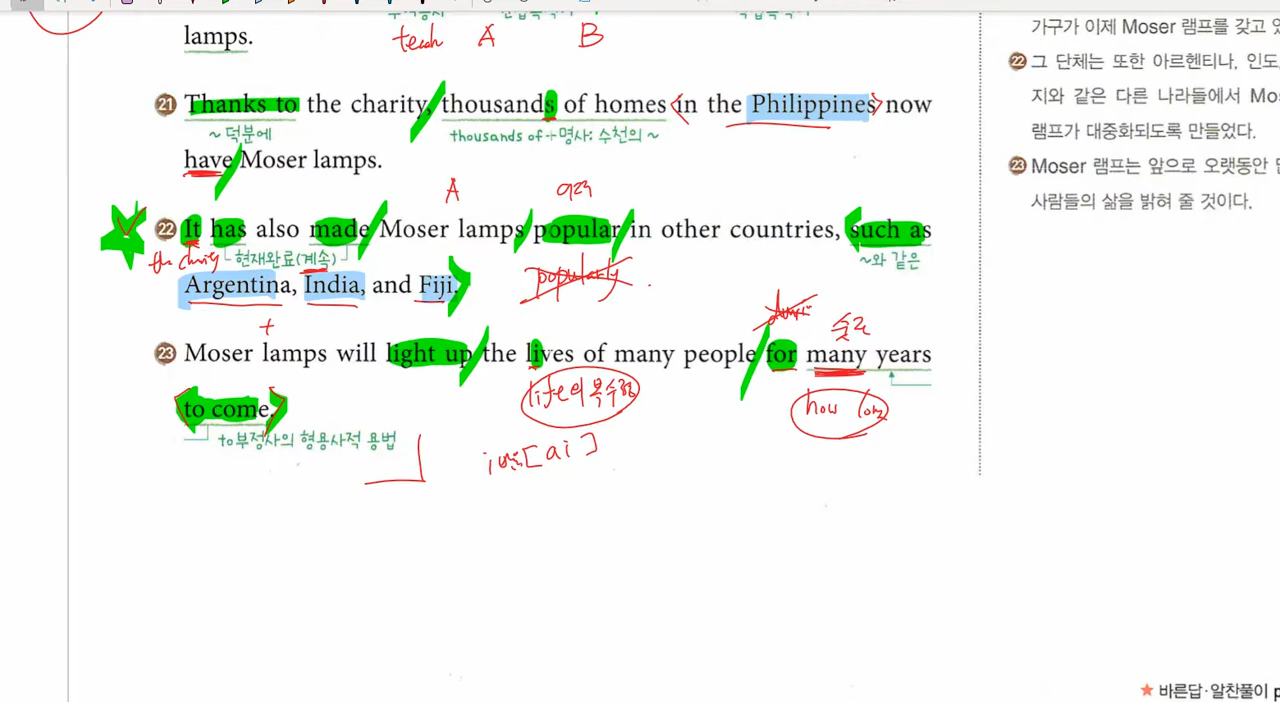 lamps.
teach A B
㉑ Thanks to the charity, thousands of homes in the Philippines now
~ 덕분에
thousands of+명사: 수천의 ~
have Moser lamps.
A
㉒ It has also made Moser lamps popular in other countries, such as
the charity
현재완료(계속)
~와 같은
Argentina, India, and Fiji.
popularly
㉓ Moser lamps will light up the lives of many people for many years
life의 복수형
how long
to come.
to부정사의 형용사적 용법
i 발음 [ai]
가구가 이제 Moser 램프를 갖고 있
㉒ 그 단체는 또한 아르헨티나, 인도,
지와 같은 다른 나라들에서 Mos
램프가 대중화되도록 만들었다.
㉓ Moser 램프는 앞으로 오랫동안 많
사람들의 삶을 밝혀 줄 것이다.
★ 바른답·알찬풀이 p